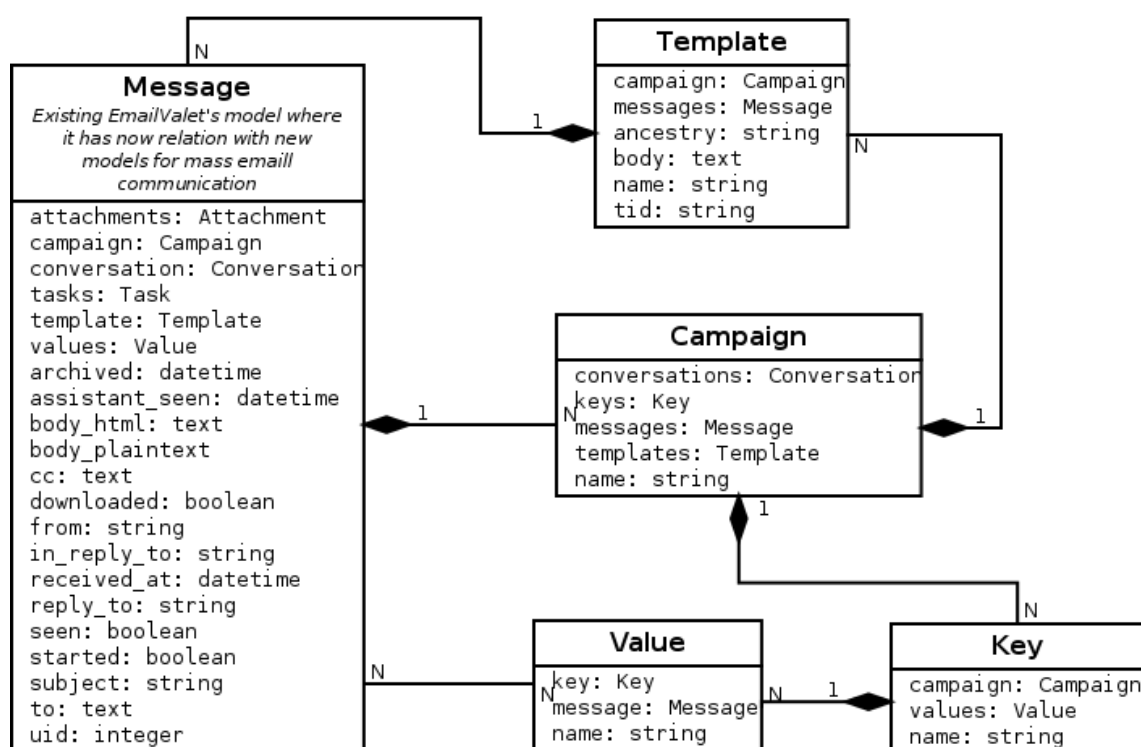 N
Message
Existing EmailValet's model where
it has now relation with new
models for mass emaill
communication
attachments: Attachment
campaign: Campaign
conversation: Conversation
tasks: Task
template: Template
values: Value
archived: datetime
assistant_seen: datetime
body_html: text
body_plaintext
cc: text
downloaded: boolean
from: string
in_reply_to: string
received_at: datetime
reply_to: string
seen: boolean
started: boolean
subject: string
to: text
uid: integer
1
Template
campaign: Campaign
messages: Message
ancestry: string
body: text
name: string
tid: string
N
1
N
Campaign
conversations: Conversation
keys: Key
messages: Message
templates: Template
name: string
1
1
N
N
N
Value
key: Key
message: Message
name: string
N
1
Key
campaign: Campaign
values: Value
name: string